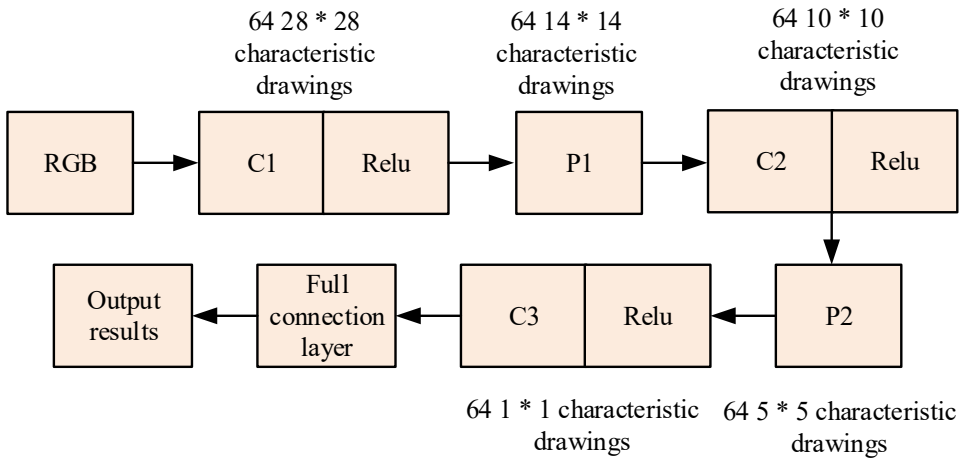 64 28 * 28
characteristic
drawings
64 14 * 14
characteristic
drawings
64 10 * 10
characteristic
drawings
RGB
C1
Relu
P1
C2
Relu
Output
results
Full
connection
layer
C3
Relu
P2
64 1 * 1 characteristic
drawings
64 5 * 5 characteristic
drawings